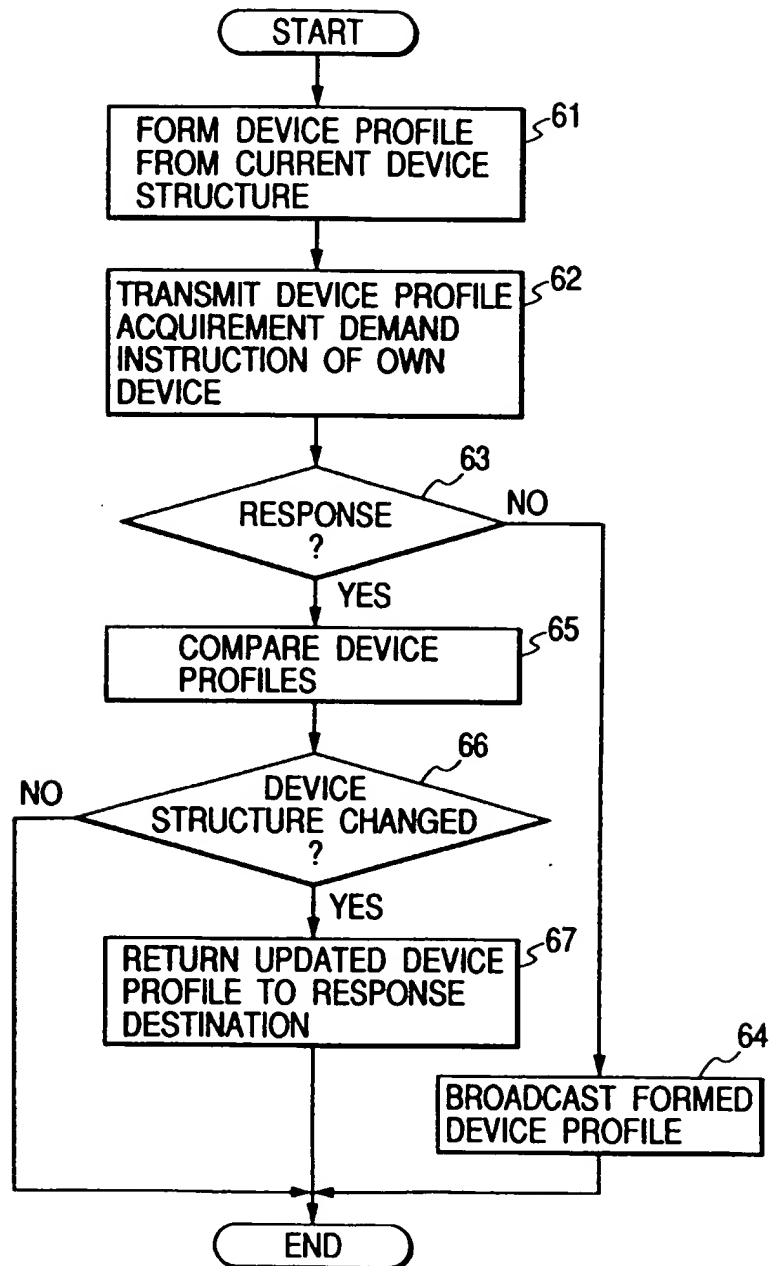 START
61
FORM DEVICE PROFILE
FROM CURRENT DEVICE
STRUCTURE
62
TRANSMIT DEVICE PROFILE
ACQUIREMENT DEMAND
INSTRUCTION OF OWN
DEVICE
63
RESPONSE
?
NO
YES
65
COMPARE DEVICE
PROFILES
66
NO
DEVICE
STRUCTURE CHANGED
?
YES
67
RETURN UPDATED DEVICE
PROFILE TO RESPONSE
DESTINATION
64
BROADCAST FORMED
DEVICE PROFILE
END